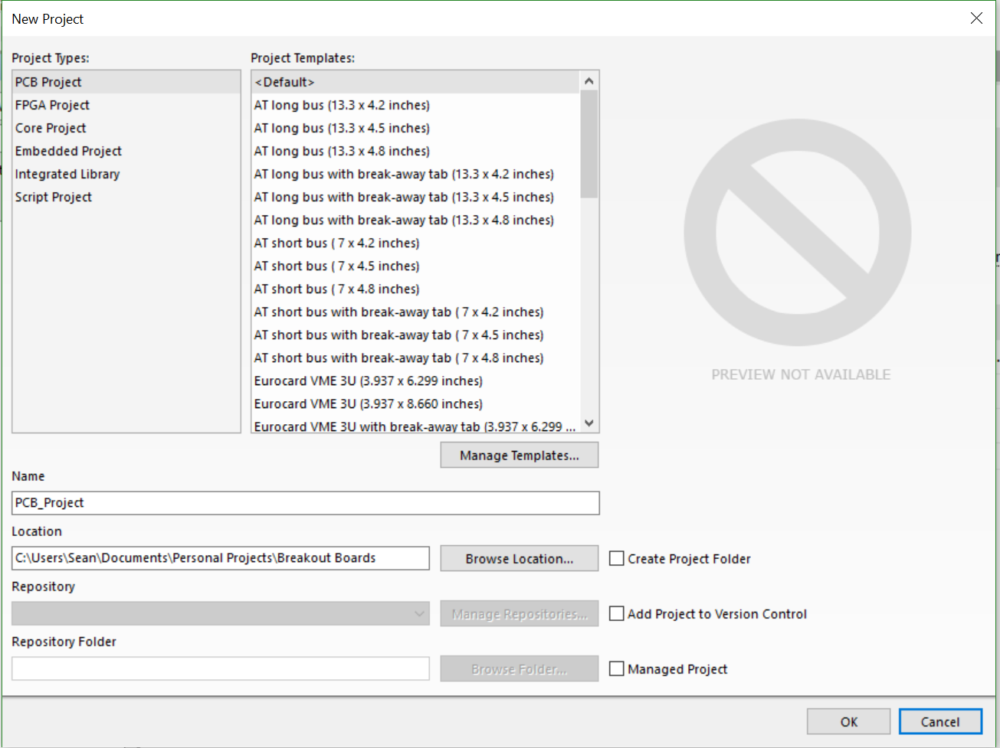 New Project
Project Types:
Project Templates:
PCB Project
FPGA Project
Core Project
Embedded Project
Integrated Library
Script Project
<Default>
AT long bus (13.3 x 4.2 inches)
AT long bus (13.3 x 4.5 inches)
AT long bus (13.3 x 4.8 inches)
AT long bus with break-away tab (13.3 x 4.2 inches)
AT long bus with break-away tab (13.3 x 4.5 inches)
AT long bus with break-away tab (13.3 x 4.8 inches)
AT short bus ( 7 x 4.2 inches)
AT short bus ( 7 x 4.5 inches)
AT short bus ( 7 x 4.8 inches)
AT short bus with break-away tab ( 7 x 4.2 inches)
AT short bus with break-away tab ( 7 x 4.5 inches)
AT short bus with break-away tab ( 7 x 4.8 inches)
Eurocard VME 3U (3.937 x 6.299 inches)
Eurocard VME 3U (3.937 x 8.660 inches)
Eurocard VME 3U with break-away tab (3.937 x 6.299 ...
PREVIEW NOT AVAILABLE
Manage Templates...
Name
PCB_Project
Location
C:\Users\Sean\Documents\Personal Projects\Breakout Boards
Browse Location...
Create Project Folder
Repository
Manage Repositories...
Add Project to Version Control
Repository Folder
Browse Folder...
Managed Project
OK
Cancel